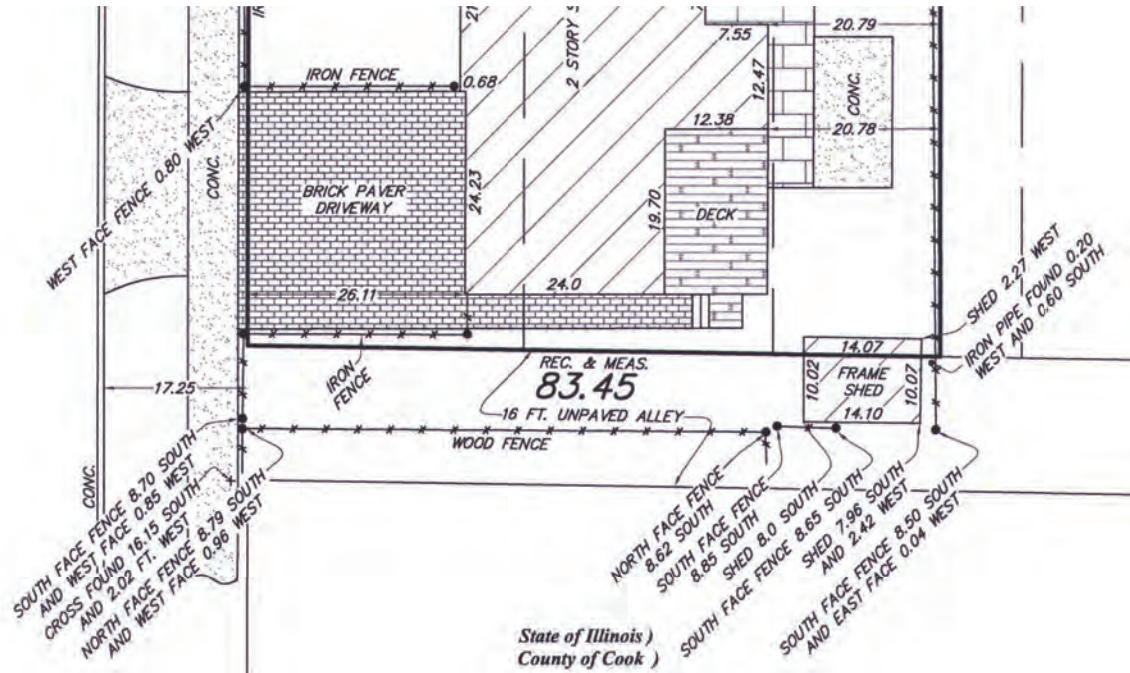 20.79
7.55
2 STORY
21
IRON FENCE
0.68
12.47
CONC.
WEST FACE FENCE 0.80 WEST
CONC.
12.38
20.78
BRICK PAVER
DRIVEWAY
24.23
19.70
DECK
26.11
24.0
SHED 2.27 WEST
IRON PIPE FOUND 0.20
WEST AND 0.60 SOUTH
17.25
IRON
FENCE
REC. & MEAS.
83.45
16 FT. UNPAVED ALLEY
14.07
10.02
FRAME
SHED
10.07
14.10
WOOD FENCE
CONC.
SOUTH FACE FENCE 8.70 SOUTH
AND WEST FACE 0.85 WEST
CROSS FOUND 16.15 SOUTH
AND 2.02 FT. WEST
NORTH FACE FENCE 8.79 SOUTH
AND WEST FACE 0.96 WEST
NORTH FACE FENCE
8.62 SOUTH
SOUTH FACE FENCE
8.85 SOUTH
SHED 8.0 SOUTH
SOUTH FACE FENCE 8.65 SOUTH
SHED 7.96 SOUTH
AND 2.42 WEST
SOUTH FACE FENCE 8.50 SOUTH
AND EAST FACE 0.04 WEST
State of Illinois )
County of Cook )